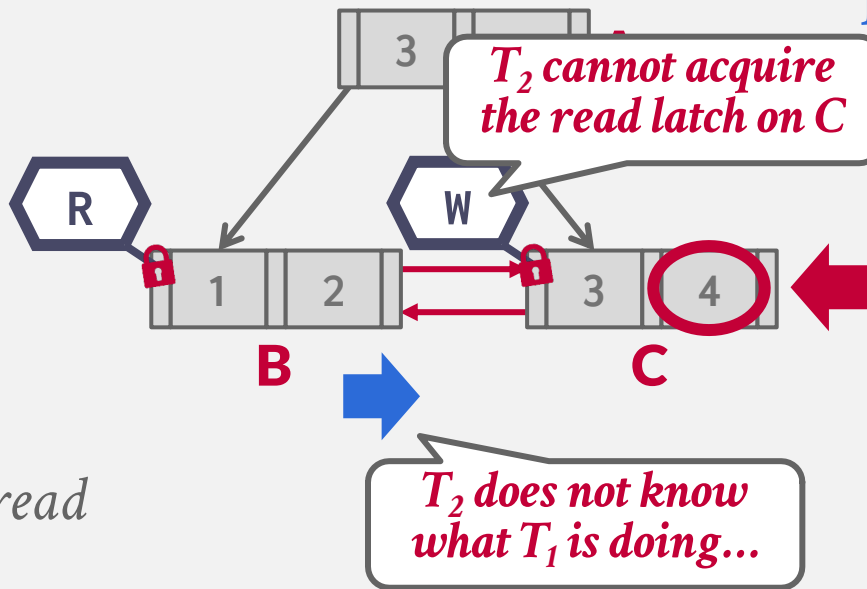 3
T₂ cannot acquire
the read latch on C
R
W
1 2
3 4
B
C
read
T₂ does not know
what T₁ is doing...